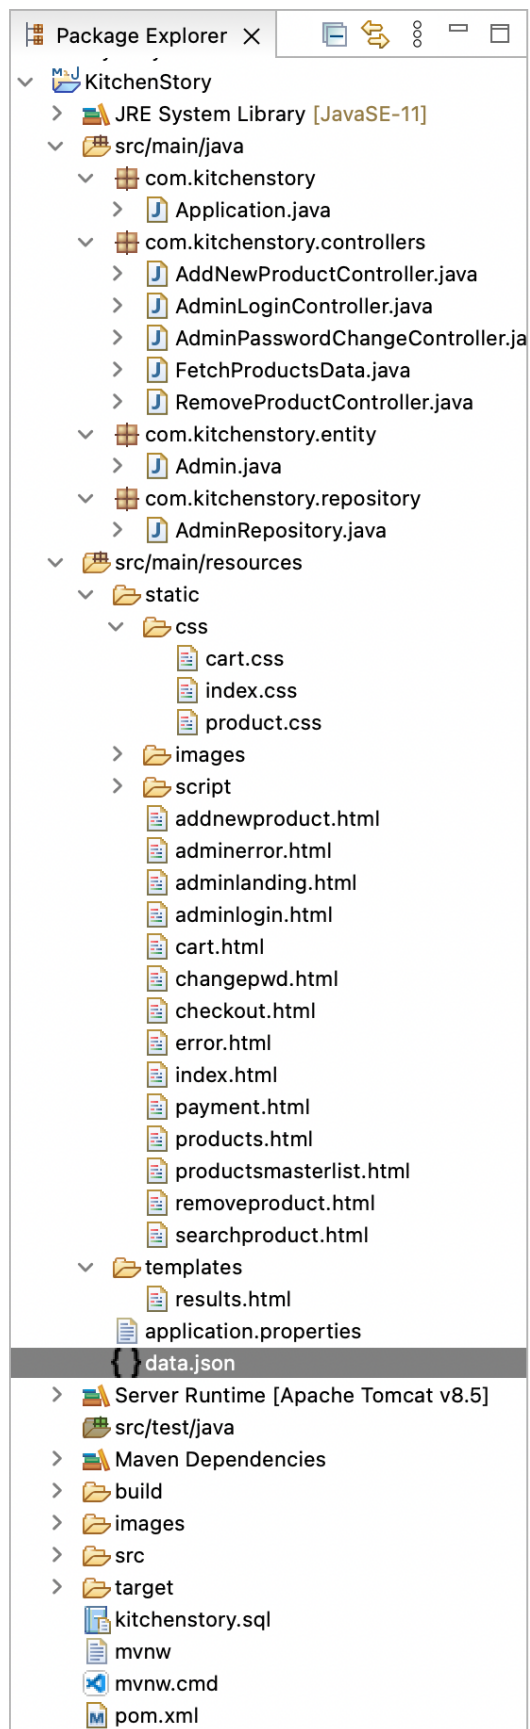 Package Explorer
KitchenStory
JRE System Library [JavaSE-11]
src/main/java
com.kitchenstory
Application.java
com.kitchenstory.controllers
AddNewProductController.java
AdminLoginController.java
AdminPasswordChangeController.ja
FetchProductsData.java
RemoveProductController.java
com.kitchenstory.entity
Admin.java
com.kitchenstory.repository
AdminRepository.java
src/main/resources
static
css
cart.css
index.css
product.css
images
script
addnewproduct.html
adminerror.html
adminlanding.html
adminlogin.html
cart.html
changepwd.html
checkout.html
error.html
index.html
payment.html
products.html
productsmasterlist.html
removeproduct.html
searchproduct.html
templates
results.html
application.properties
data.json
Server Runtime [Apache Tomcat v8.5]
src/test/java
Maven Dependencies
build
images
src
target
kitchenstory.sql
mvnw
mvnw.cmd
pom.xml